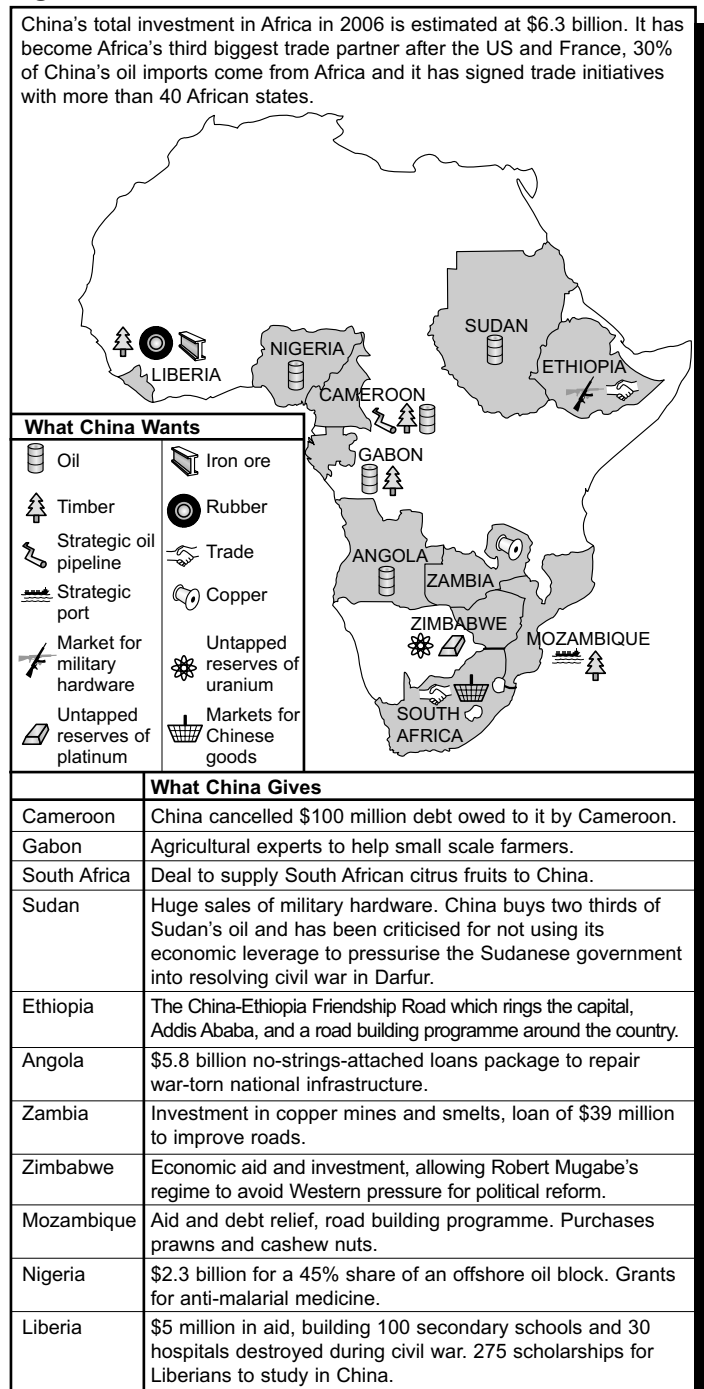 China's total investment in Africa in 2006 is estimated at $6.3 billion. It has
become Africa's third biggest trade partner after the US and France, 30%
of China's oil imports come from Africa and it has signed trade initiatives
with more than 40 African states.
SUDAN
NIGERIA
ETHIOPIA
LIBERIA
CAMEROON
GABON
ANGOLA
ZAMBIA
ZIMBABWE
MOZAMBIQUE
SOUTH
AFRICA
What China Wants
Oil
Iron ore
Timber
Rubber
Strategic oil
pipeline
Trade
Strategic
port
Copper
Market for
military
hardware
Untapped
reserves of
uranium
Untapped
reserves of
platinum
Markets for
Chinese
goods
What China Gives
Cameroon China cancelled $100 million debt owed to it by Cameroon.
Gabon Agricultural experts to help small scale farmers.
South Africa Deal to supply South African citrus fruits to China.
Sudan Huge sales of military hardware. China buys two thirds of
Sudan's oil and has been criticised for not using its
economic leverage to pressurise the Sudanese government
into resolving civil war in Darfur.
Ethiopia The China-Ethiopia Friendship Road which rings the capital,
Addis Ababa, and a road building programme around the country.
Angola $5.8 billion no-strings-attached loans package to repair
war-torn national infrastructure.
Zambia Investment in copper mines and smelts, loan of $39 million
to improve roads.
Zimbabwe Economic aid and investment, allowing Robert Mugabe's
regime to avoid Western pressure for political reform.
Mozambique Aid and debt relief, road building programme. Purchases
prawns and cashew nuts.
Nigeria $2.3 billion for a 45% share of an offshore oil block. Grants
for anti-malarial medicine.
Liberia $5 million in aid, building 100 secondary schools and 30
hospitals destroyed during civil war. 275 scholarships for
Liberians to study in China.